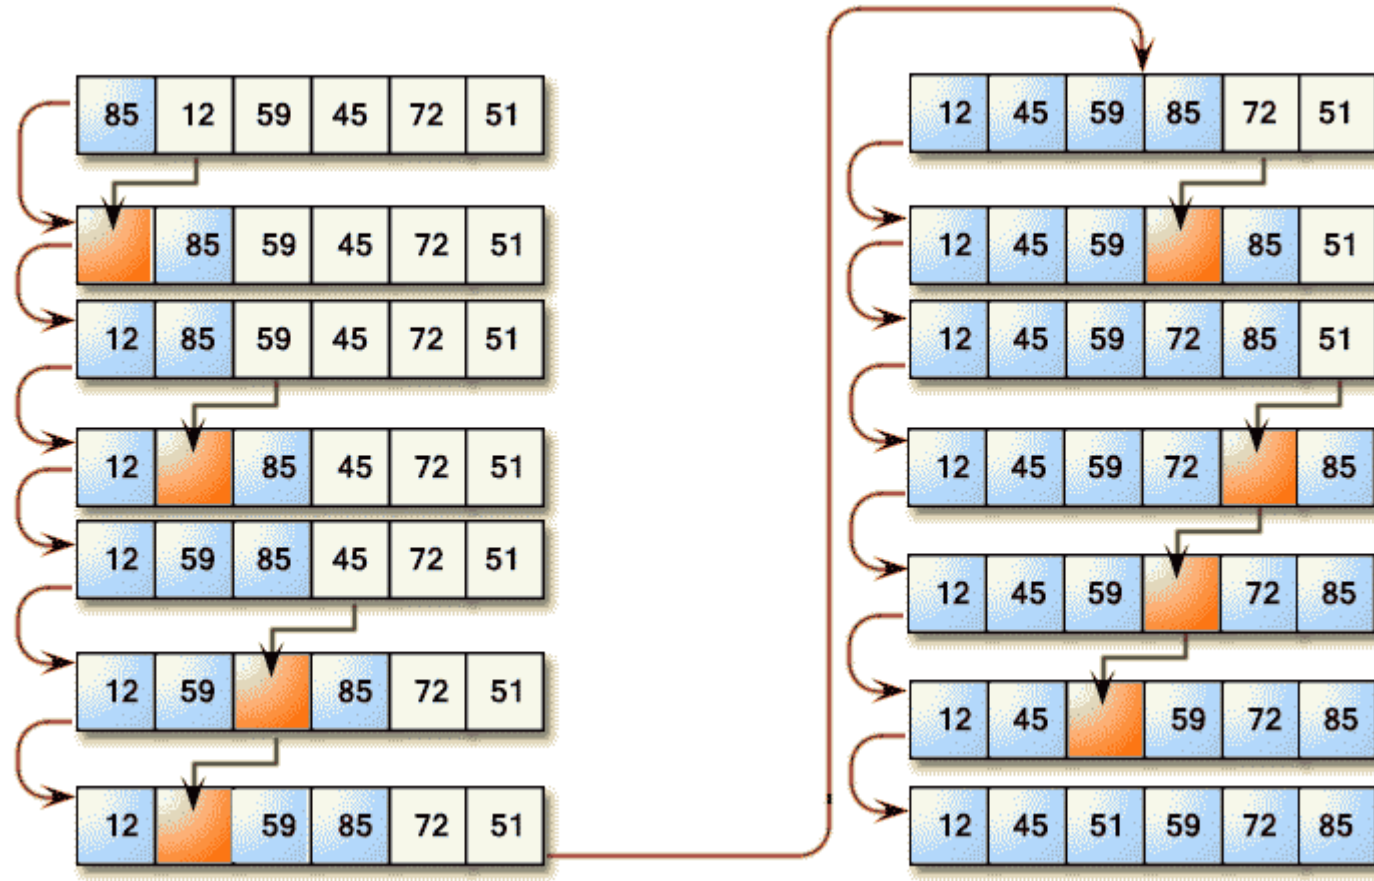 85 12 59 45 72 51
85 59 45 72 51
12 85 59 45 72 51
12 85 45 72 51
12 59 85 45 72 51
12 59 85 72 51
12 59 85 72 51
12 45 59 85 72 51
12 45 59 85 51
12 45 59 72 85 51
12 45 59 72 85
12 45 59 72 85
12 45 59 72 85
12 45 51 59 72 85